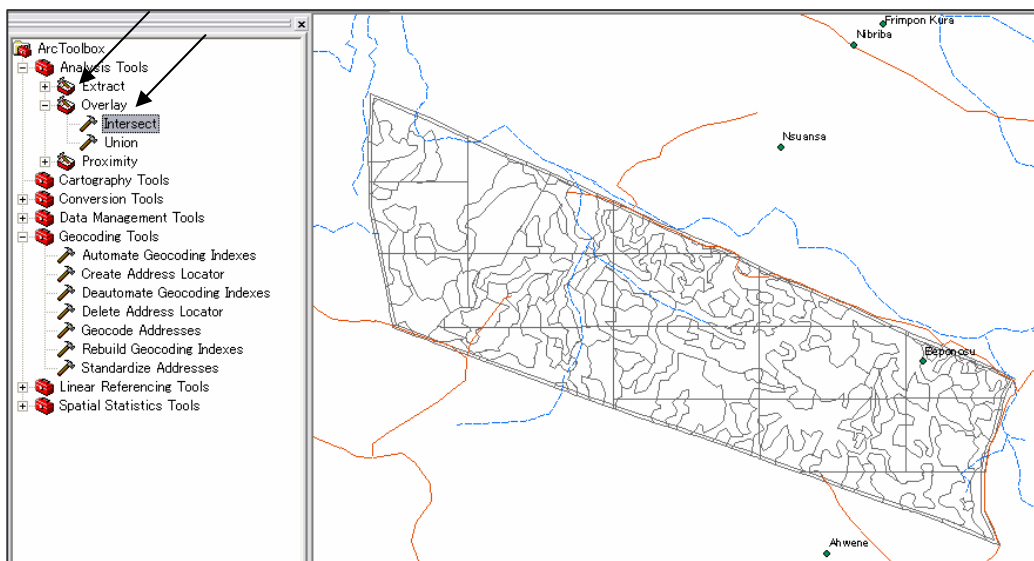 ArcToolbox
Analysis Tools
Extract
Overlay
Intersect
Union
Proximity
Cartography Tools
Conversion Tools
Data Management Tools
Geocoding Tools
Automate Geocoding Indexes
Create Address Locator
Deautomate Geocoding Indexes
Delete Address Locator
Geocode Addresses
Rebuild Geocoding Indexes
Standardize Addresses
Linear Referencing Tools
Spatial Statistics Tools
Frimpon Kura
Nibriba
Nsuansa
Beponosu
Ahwene